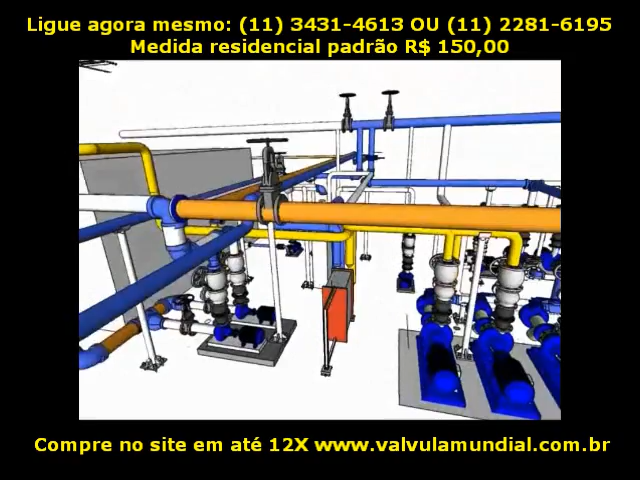 Ligue agora mesmo: (11) 3431-4613 OU (11) 2281-6195
Medida residencial padrão R$ 150,00
Compre no site em até 12X www.valvulamundial.com.br